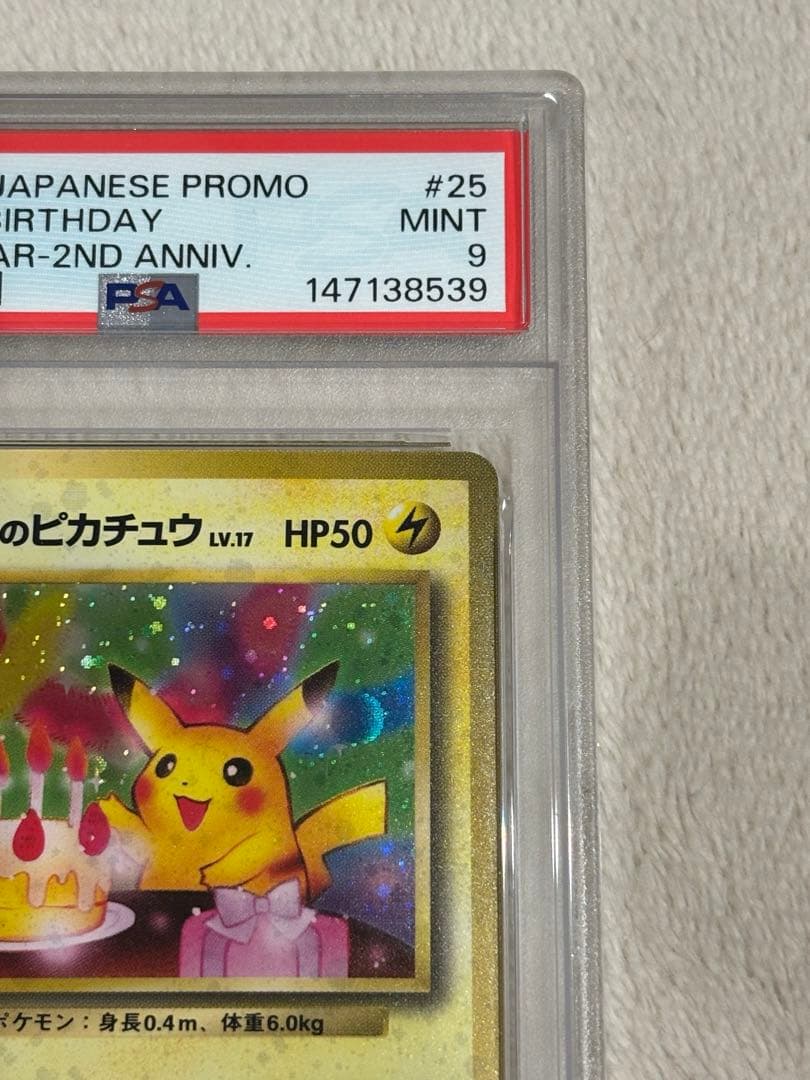 JAPANESE PROMO #25
BIRTHDAY MINT
AR-2ND ANNIV. 9
PSA 147138539
のピカチュウ LV.17 HP50
ポケモン：身長0.4m、体重6.0kg